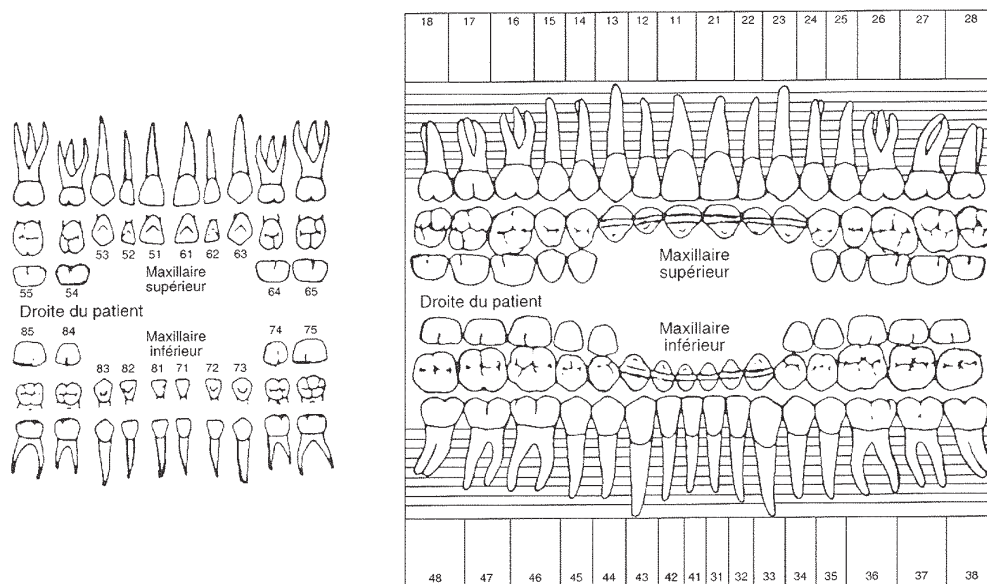 53 52 51 61 62 63
Maxillaire
supérieur
55 54 64 65
Droite du patient
85 84 74 75
Maxillaire
inférieur
83 82 81 71 72 73
18 17 16 15 14 13 12 11 21 22 23 24 25 26 27 28
Maxillaire
supérieur
Droite du patient
Maxillaire
inférieur
48 47 46 45 44 43 42 41 31 32 33 34 35 36 37 38